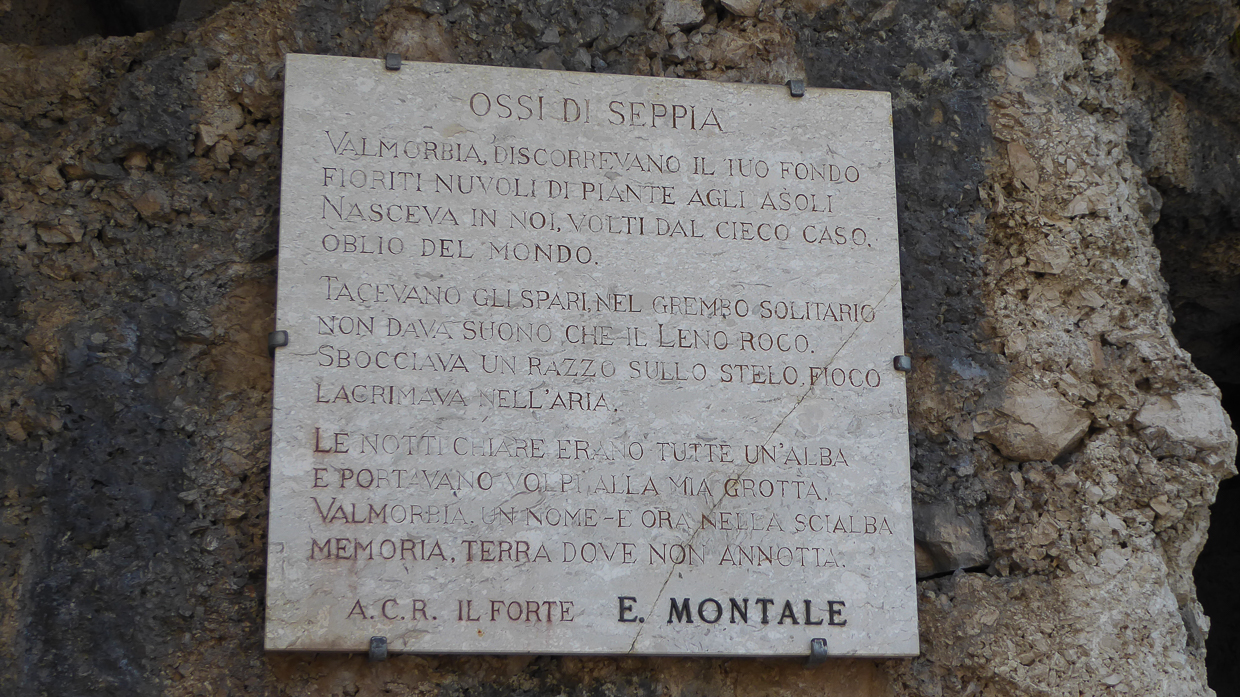 OSSI DI SEPPIA
VALMORBIA, DISCORREVANO IL TUO FONDO
FIORITI NUVOLI DI PIANTE AGLI ASOLI
NASCEVA IN NOI, VOLTI DAL CIECO CASO,
OBLIO DEL MONDO.
TACEVANO GLI SPARI, NEL GREMBO SOLITARIO
NON DAVA SUONO CHE IL LENO ROCO.
SBOCCIAVA UN RAZZO SULLO STELO, FIOCO
LACRIMAVA NELL'ARIA.
LE NOTTI CHIARE ERANO TUTTE UN'ALBA
E PORTAVANO VOLPI ALLA MIA GROTTA.
VALMORBIA, UN NOME - E ORA NELLA SCIALBA
MEMORIA, TERRA DOVE NON ANNOTTA.
A.C.R. IL FORTE E. MONTALE